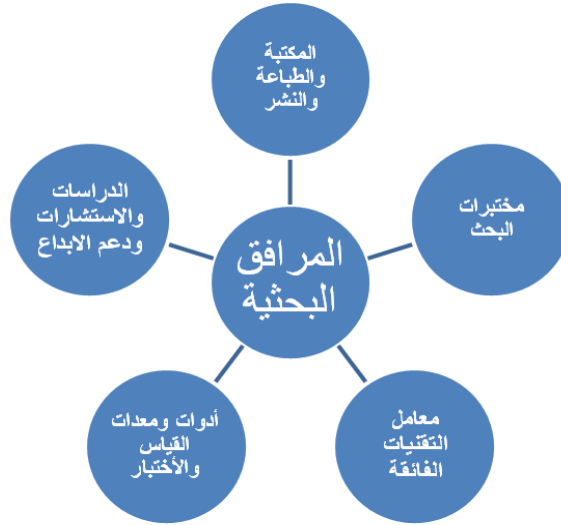 المكتبة
والطباعة
والنشر
مختبرات
البحث
معامل
التقنيات
الفائقة
أدوات ومعدات
القياس
والأختبار
الدراسات
والاستشارات
ودعم الابداع
المرافق
البحثية